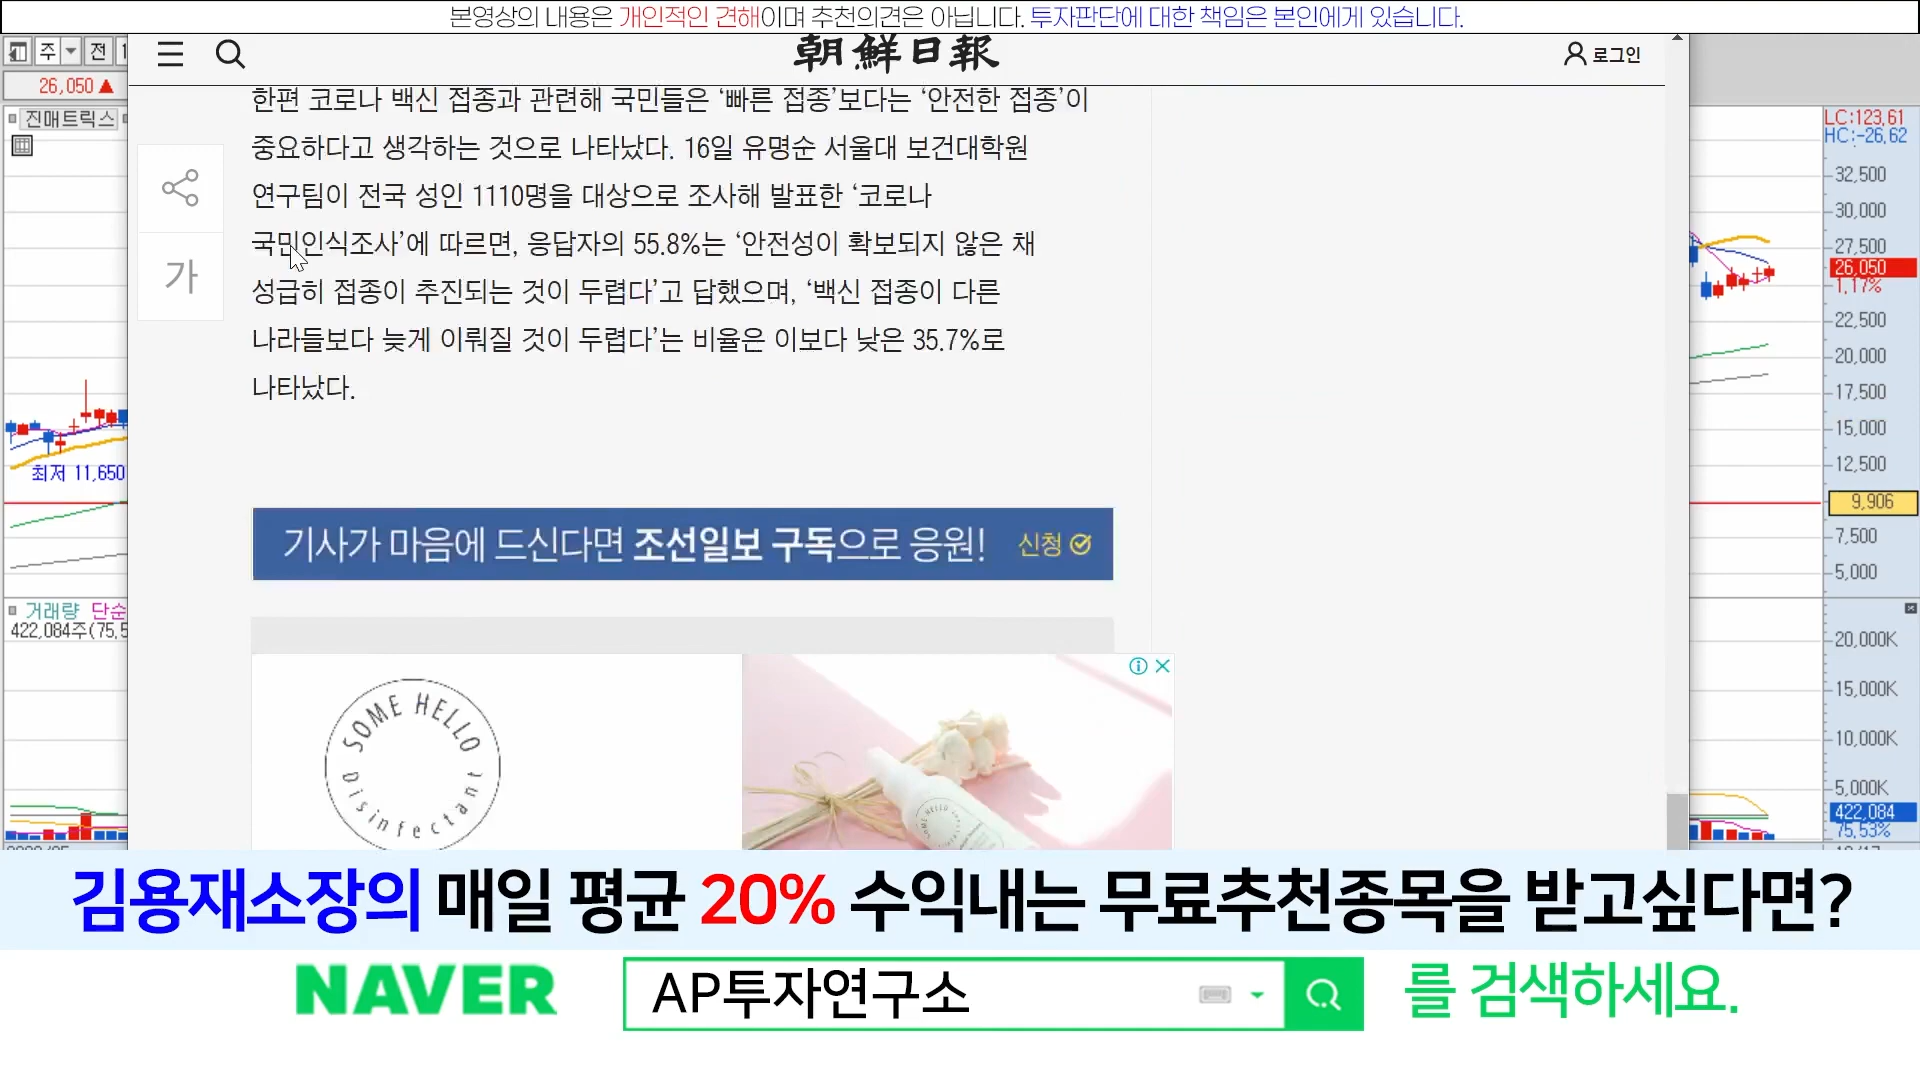 본영상의 내용은 개인적인 견해이며 추천의견은 아닙니다. 투자판단에 대한 책임은 본인에게 있습니다.
주 전 1
朝鮮日報
로그인
26,050▲
진매트릭스
LC:123.61
HC:-26.62
한편 코로나 백신 접종과 관련해 국민들은 ‘빠른 접종’보다는 ‘안전한 접종’이
중요하다고 생각하는 것으로 나타났다. 16일 유명순 서울대 보건대학원
연구팀이 전국 성인 1110명을 대상으로 조사해 발표한 ‘코로나
국민인식조사’에 따르면, 응답자의 55.8%는 ‘안전성이 확보되지 않은 채
성급히 접종이 추진되는 것이 두렵다’고 답했으며, ‘백신 접종이 다른
나라들보다 늦게 이뤄질 것이 두렵다’는 비율은 이보다 낮은 35.7%로
나타났다.
가
32,500
30,000
27,500
26,050
1.17%
22,500
20,000
17,500
15,000
12,500
9,906
7,500
5,000
최저 11,650
기사가 마음에 드신다면 조선일보 구독으로 응원! 신청
거래량 단순
422,084주(75,5
20,000K
15,000K
10,000K
5,000K
422,084
75,53%
SOME HELLO
Disinfectant
김용재소장의 매일 평균 20% 수익내는 무료추천종목을 받고싶다면?
NAVER AP투자연구소 를 검색하세요.